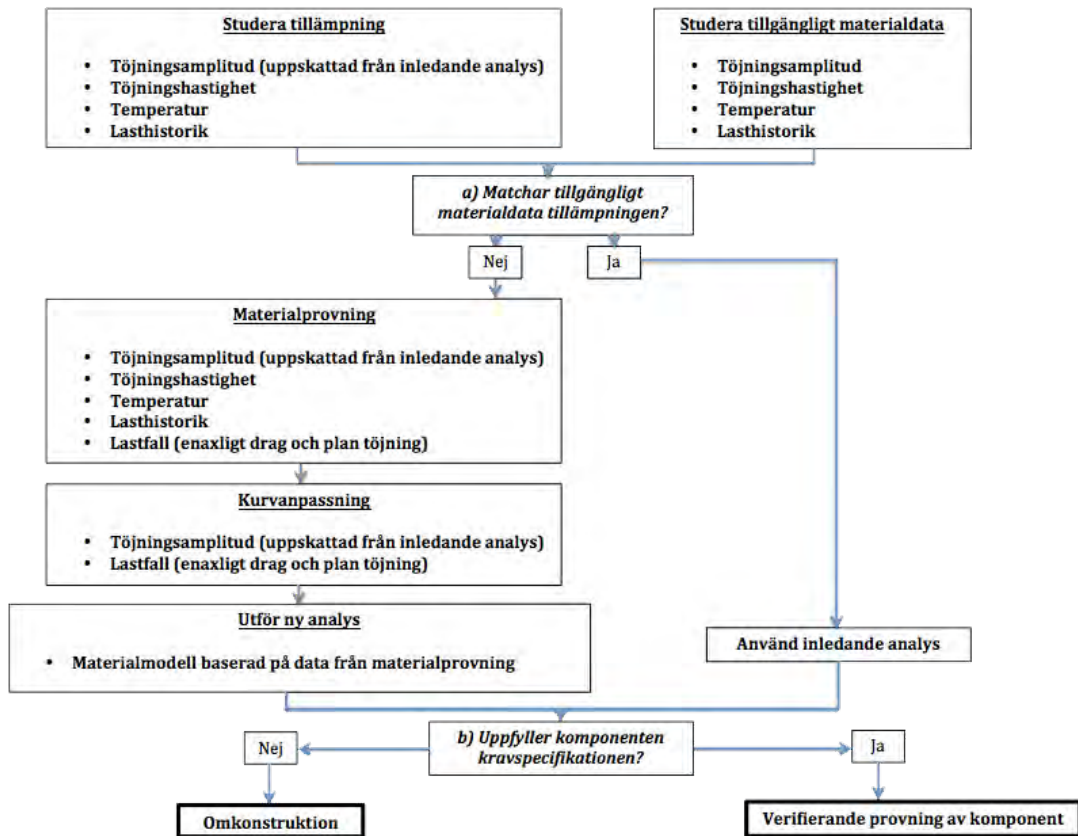 Studera tillämpning
• Töjningsamplitud (uppskattad från inledande analys)
• Töjningshastighet
• Temperatur
• Lasthistorik
Studera tillgängligt materialdata
• Töjningsamplitud
• Töjningshastighet
• Temperatur
• Lasthistorik
a) Matchar tillgängligt
materialdata tillämpningen?
Nej
Ja
Materialprovning
• Töjningsamplitud (uppskattad från inledande analys)
• Töjningshastighet
• Temperatur
• Lasthistorik
• Lastfall (enaxligt drag och plan töjning)
Kurvanpassning
• Töjningsamplitud (uppskattad från inledande analys)
• Lastfall (enaxligt drag och plan töjning)
Utför ny analys
• Materialmodell baserad på data från materialprovning
Använd inledande analys
b) Uppfyller komponenten
kravspecifikationen?
Nej
Ja
Omkonstruktion
Verifierande provning av komponent